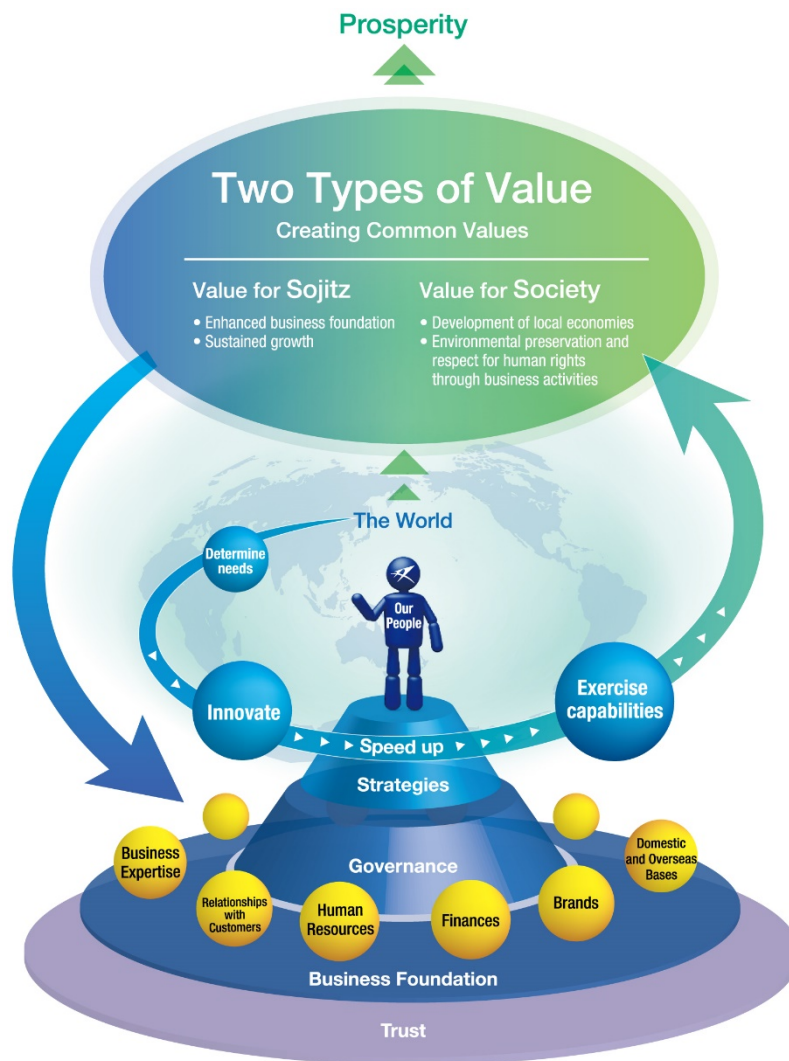 Prosperity
Two Types of Value
Creating Common Values
Value for Sojitz
• Enhanced business foundation
• Sustained growth
Value for Society
• Development of local economies
• Environmental preservation and
respect for human rights
through business activities
The World
Determine
needs
Our
People
Innovate
Exercise
capabilities
Speed up
Strategies
Governance
Business
Expertise
Relationships
with
Customers
Human
Resources
Finances
Brands
Domestic
and Overseas
Bases
Business Foundation
Trust